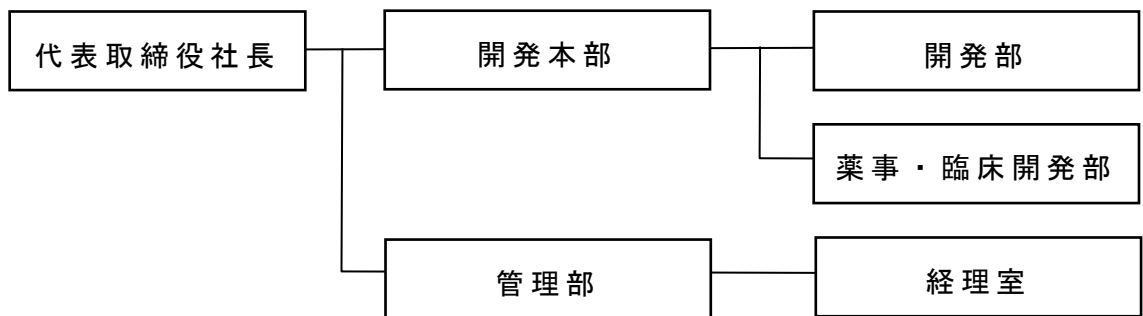 代表取締役社長
開発本部
開発部
薬事・臨床開発部
管理部
経理室